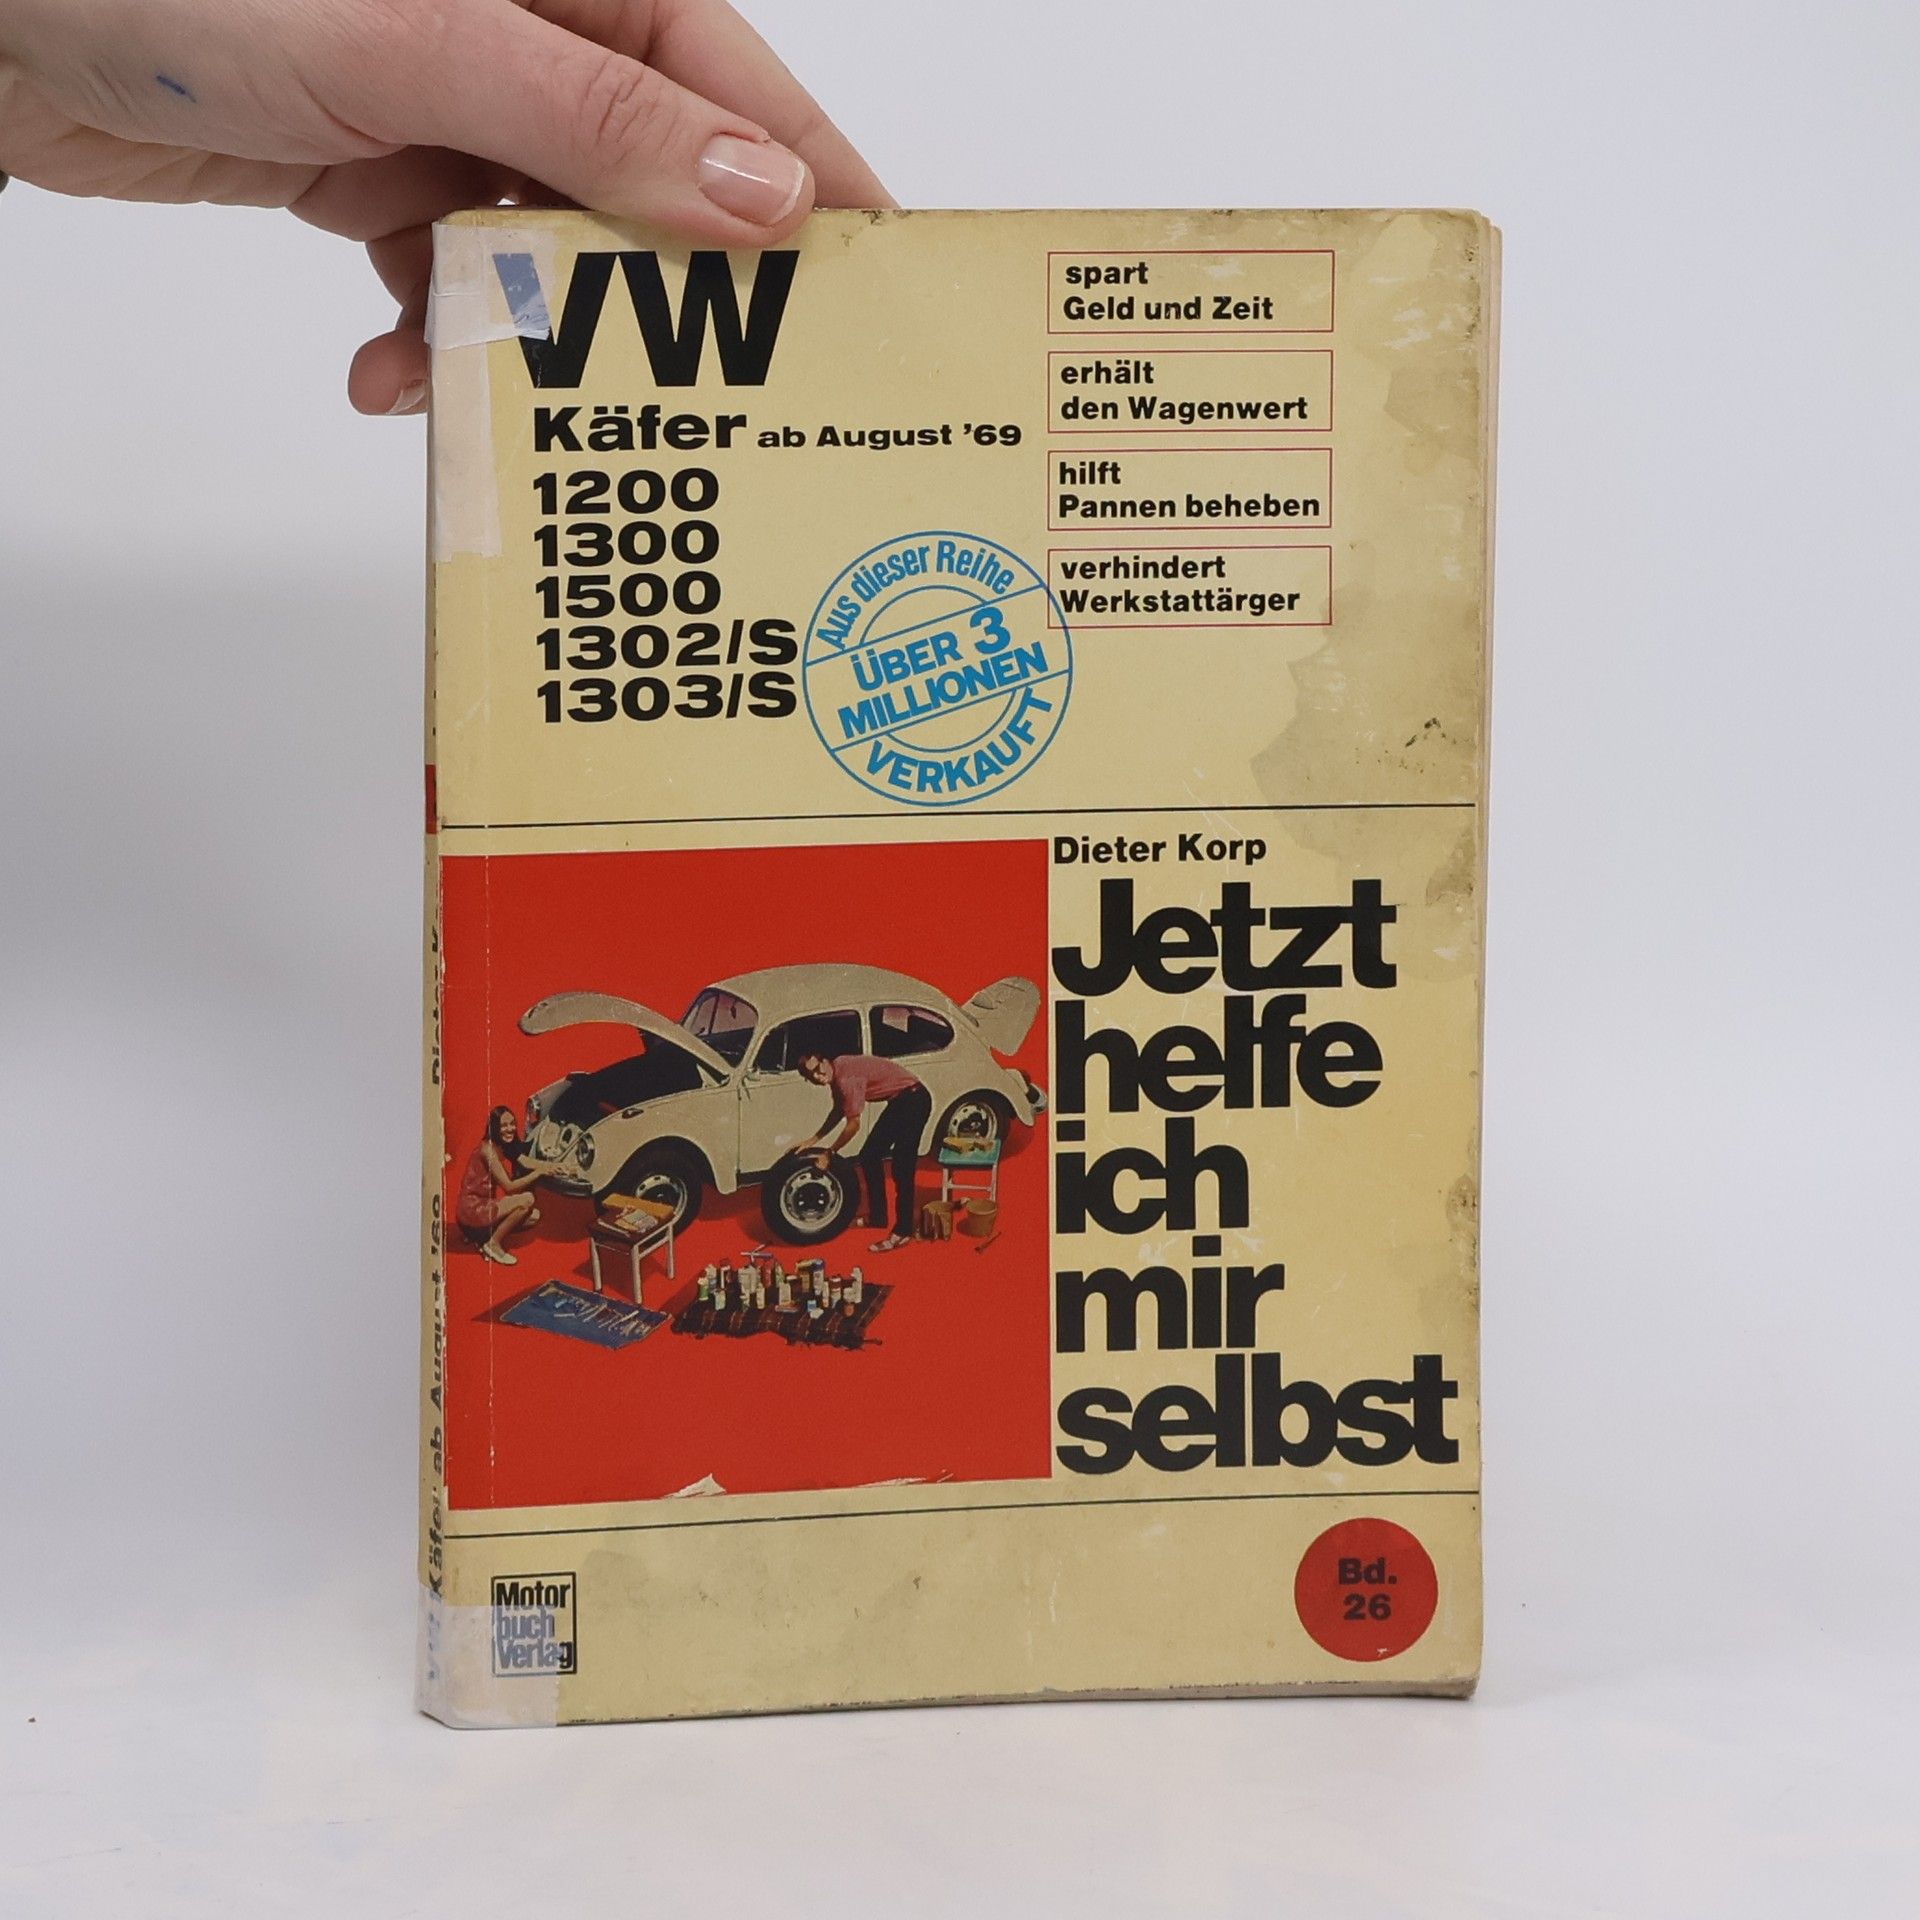 VW
Käfer ab August '69
1200
1300
1500
1302/S
1303/S
spart
Geld und Zeit
erhält
den Wagenwert
hilft
Pannen beheben
verhindert
Werkstattärger
Aus dieser Reihe
ÜBER 3
MILLIONEN
VERKAUFT
Dieter Korp
Jetzt
helfe
ich
mir
selbst
Motor
buch
Verlag
Bd.
26
Käfer ab August '69